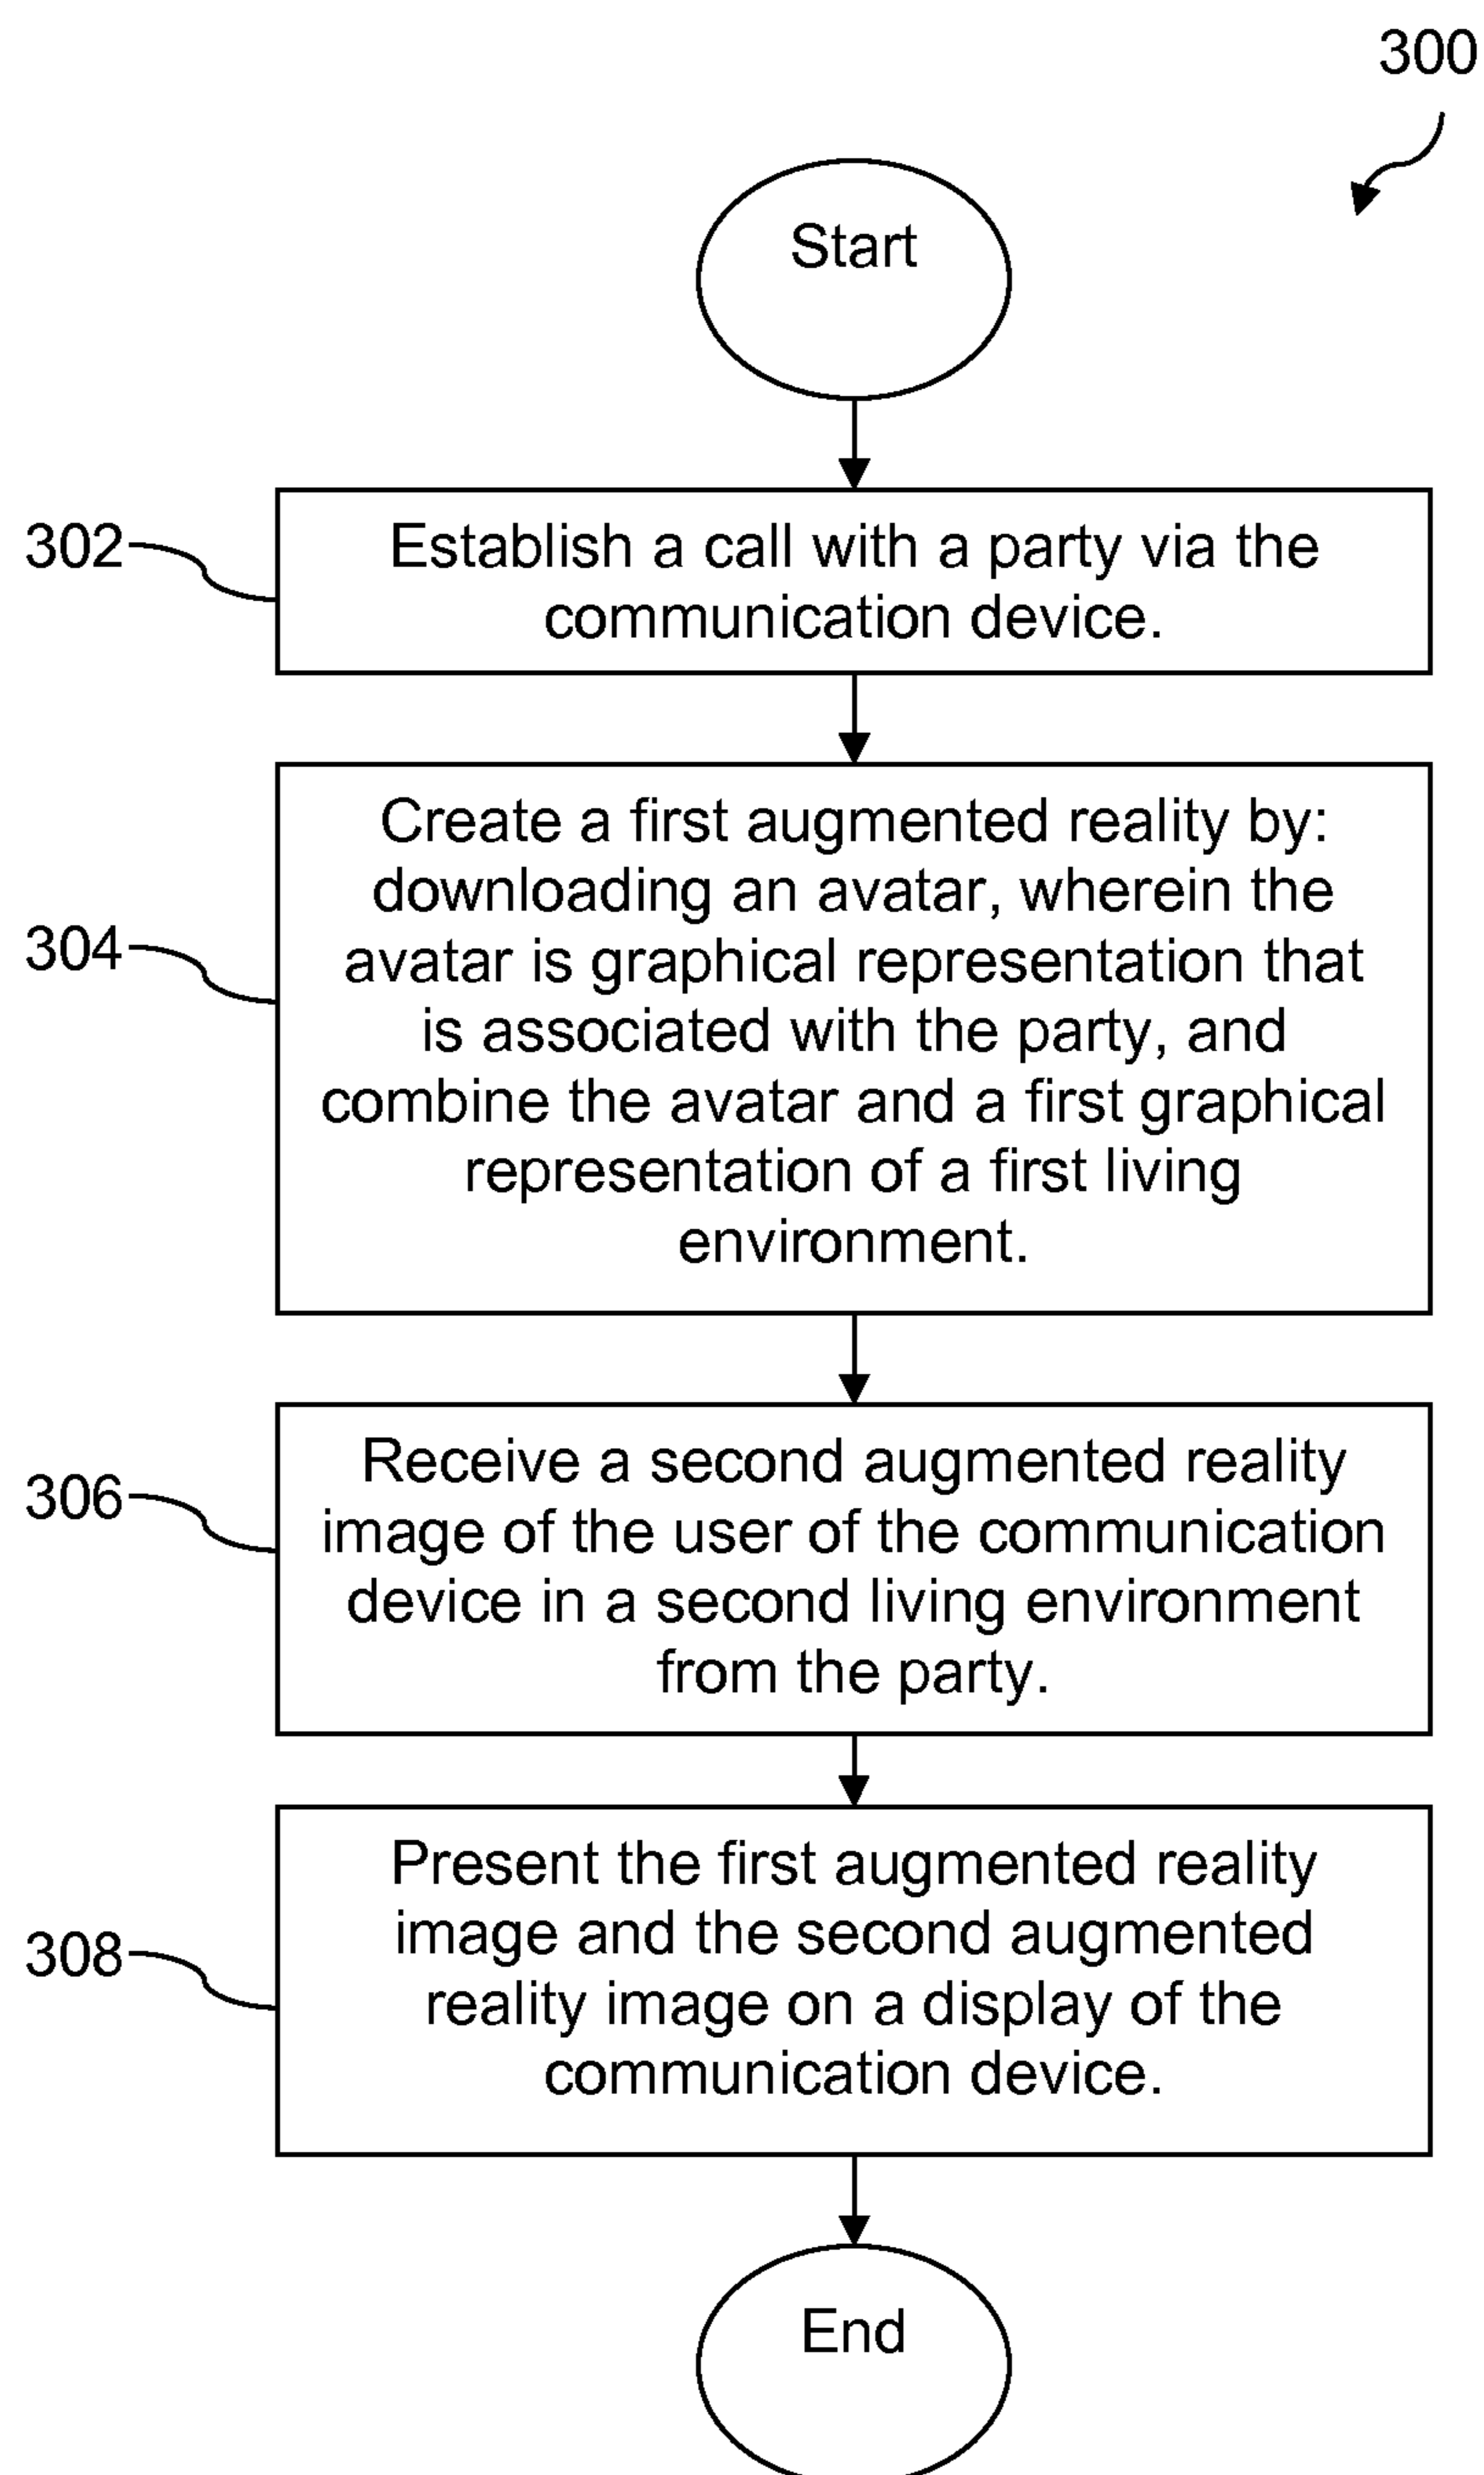 300
Start
302
Establish a call with a party via the
communication device.
304
Create a first augmented reality by:
downloading an avatar, wherein the
avatar is graphical representation that
is associated with the party, and
combine the avatar and a first graphical
representation of a first living
environment.
306
Receive a second augmented reality
image of the user of the communication
device in a second living environment
from the party.
308
Present the first augmented reality
image and the second augmented
reality image on a display of the
communication device.
End